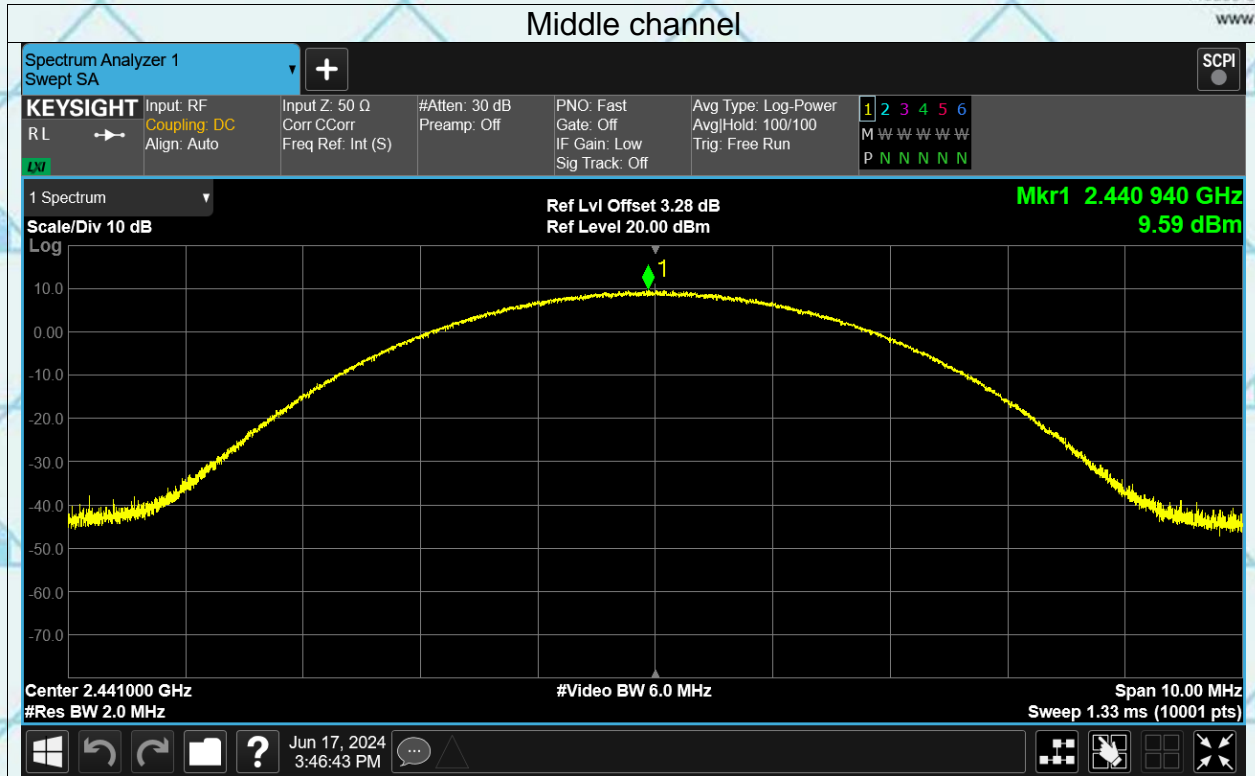 www
Middle channel
Spectrum Analyzer 1
Swept SA
SCPI
KEYSIGHT
RL
LXI
Input: RF
Coupling: DC
Align: Auto
Input Z: 50 Ω
Corr CCorr
Freq Ref: Int (S)
#Atten: 30 dB
Preamp: Off
PNO: Fast
Gate: Off
IF Gain: Low
Sig Track: Off
Avg Type: Log-Power
Avg|Hold: 100/100
Trig: Free Run
1 2 3 4 5 6
M W W W W W
P N N N N N
1 Spectrum
Scale/Div 10 dB
Ref Lvl Offset 3.28 dB
Ref Level 20.00 dBm
Mkr1 2.440 940 GHz
9.59 dBm
Log
1
10.0
0.00
-10.0
-20.0
-30.0
-40.0
-50.0
-60.0
-70.0
Center 2.441000 GHz
#Res BW 2.0 MHz
#Video BW 6.0 MHz
Span 10.00 MHz
Sweep 1.33 ms (10001 pts)
?
Jun 17, 2024
3:46:43 PM